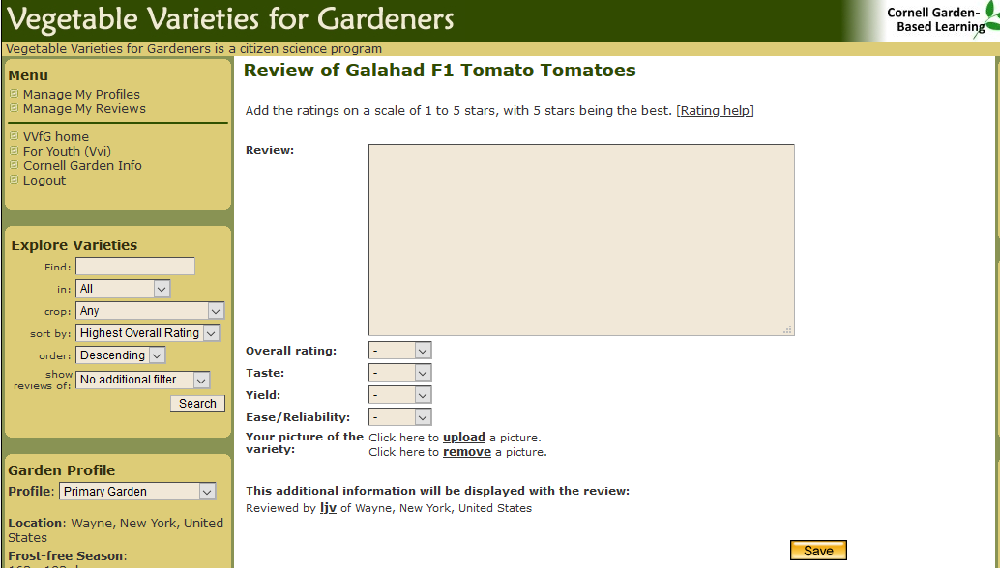 Vegetable Varieties for Gardeners
Cornell Garden-
Based Learning
Vegetable Varieties for Gardeners is a citizen science program
Menu
Manage My Profiles
Manage My Reviews
VVfG home
For Youth (Vvi)
Cornell Garden Info
Logout
Explore Varieties
Find:
in: All
crop: Any
sort by: Highest Overall Rating
order: Descending
show
reviews of: No additional filter
Search
Garden Profile
Profile: Primary Garden
Location: Wayne, New York, United
States
Frost-free Season:
Review of Galahad F1 Tomato Tomatoes
Add the ratings on a scale of 1 to 5 stars, with 5 stars being the best. [Rating help]
Review:
Overall rating: -
Taste: -
Yield: -
Ease/Reliability: -
Your picture of the
variety:
Click here to upload a picture.
Click here to remove a picture.
This additional information will be displayed with the review:
Reviewed by ljv of Wayne, New York, United States
Save